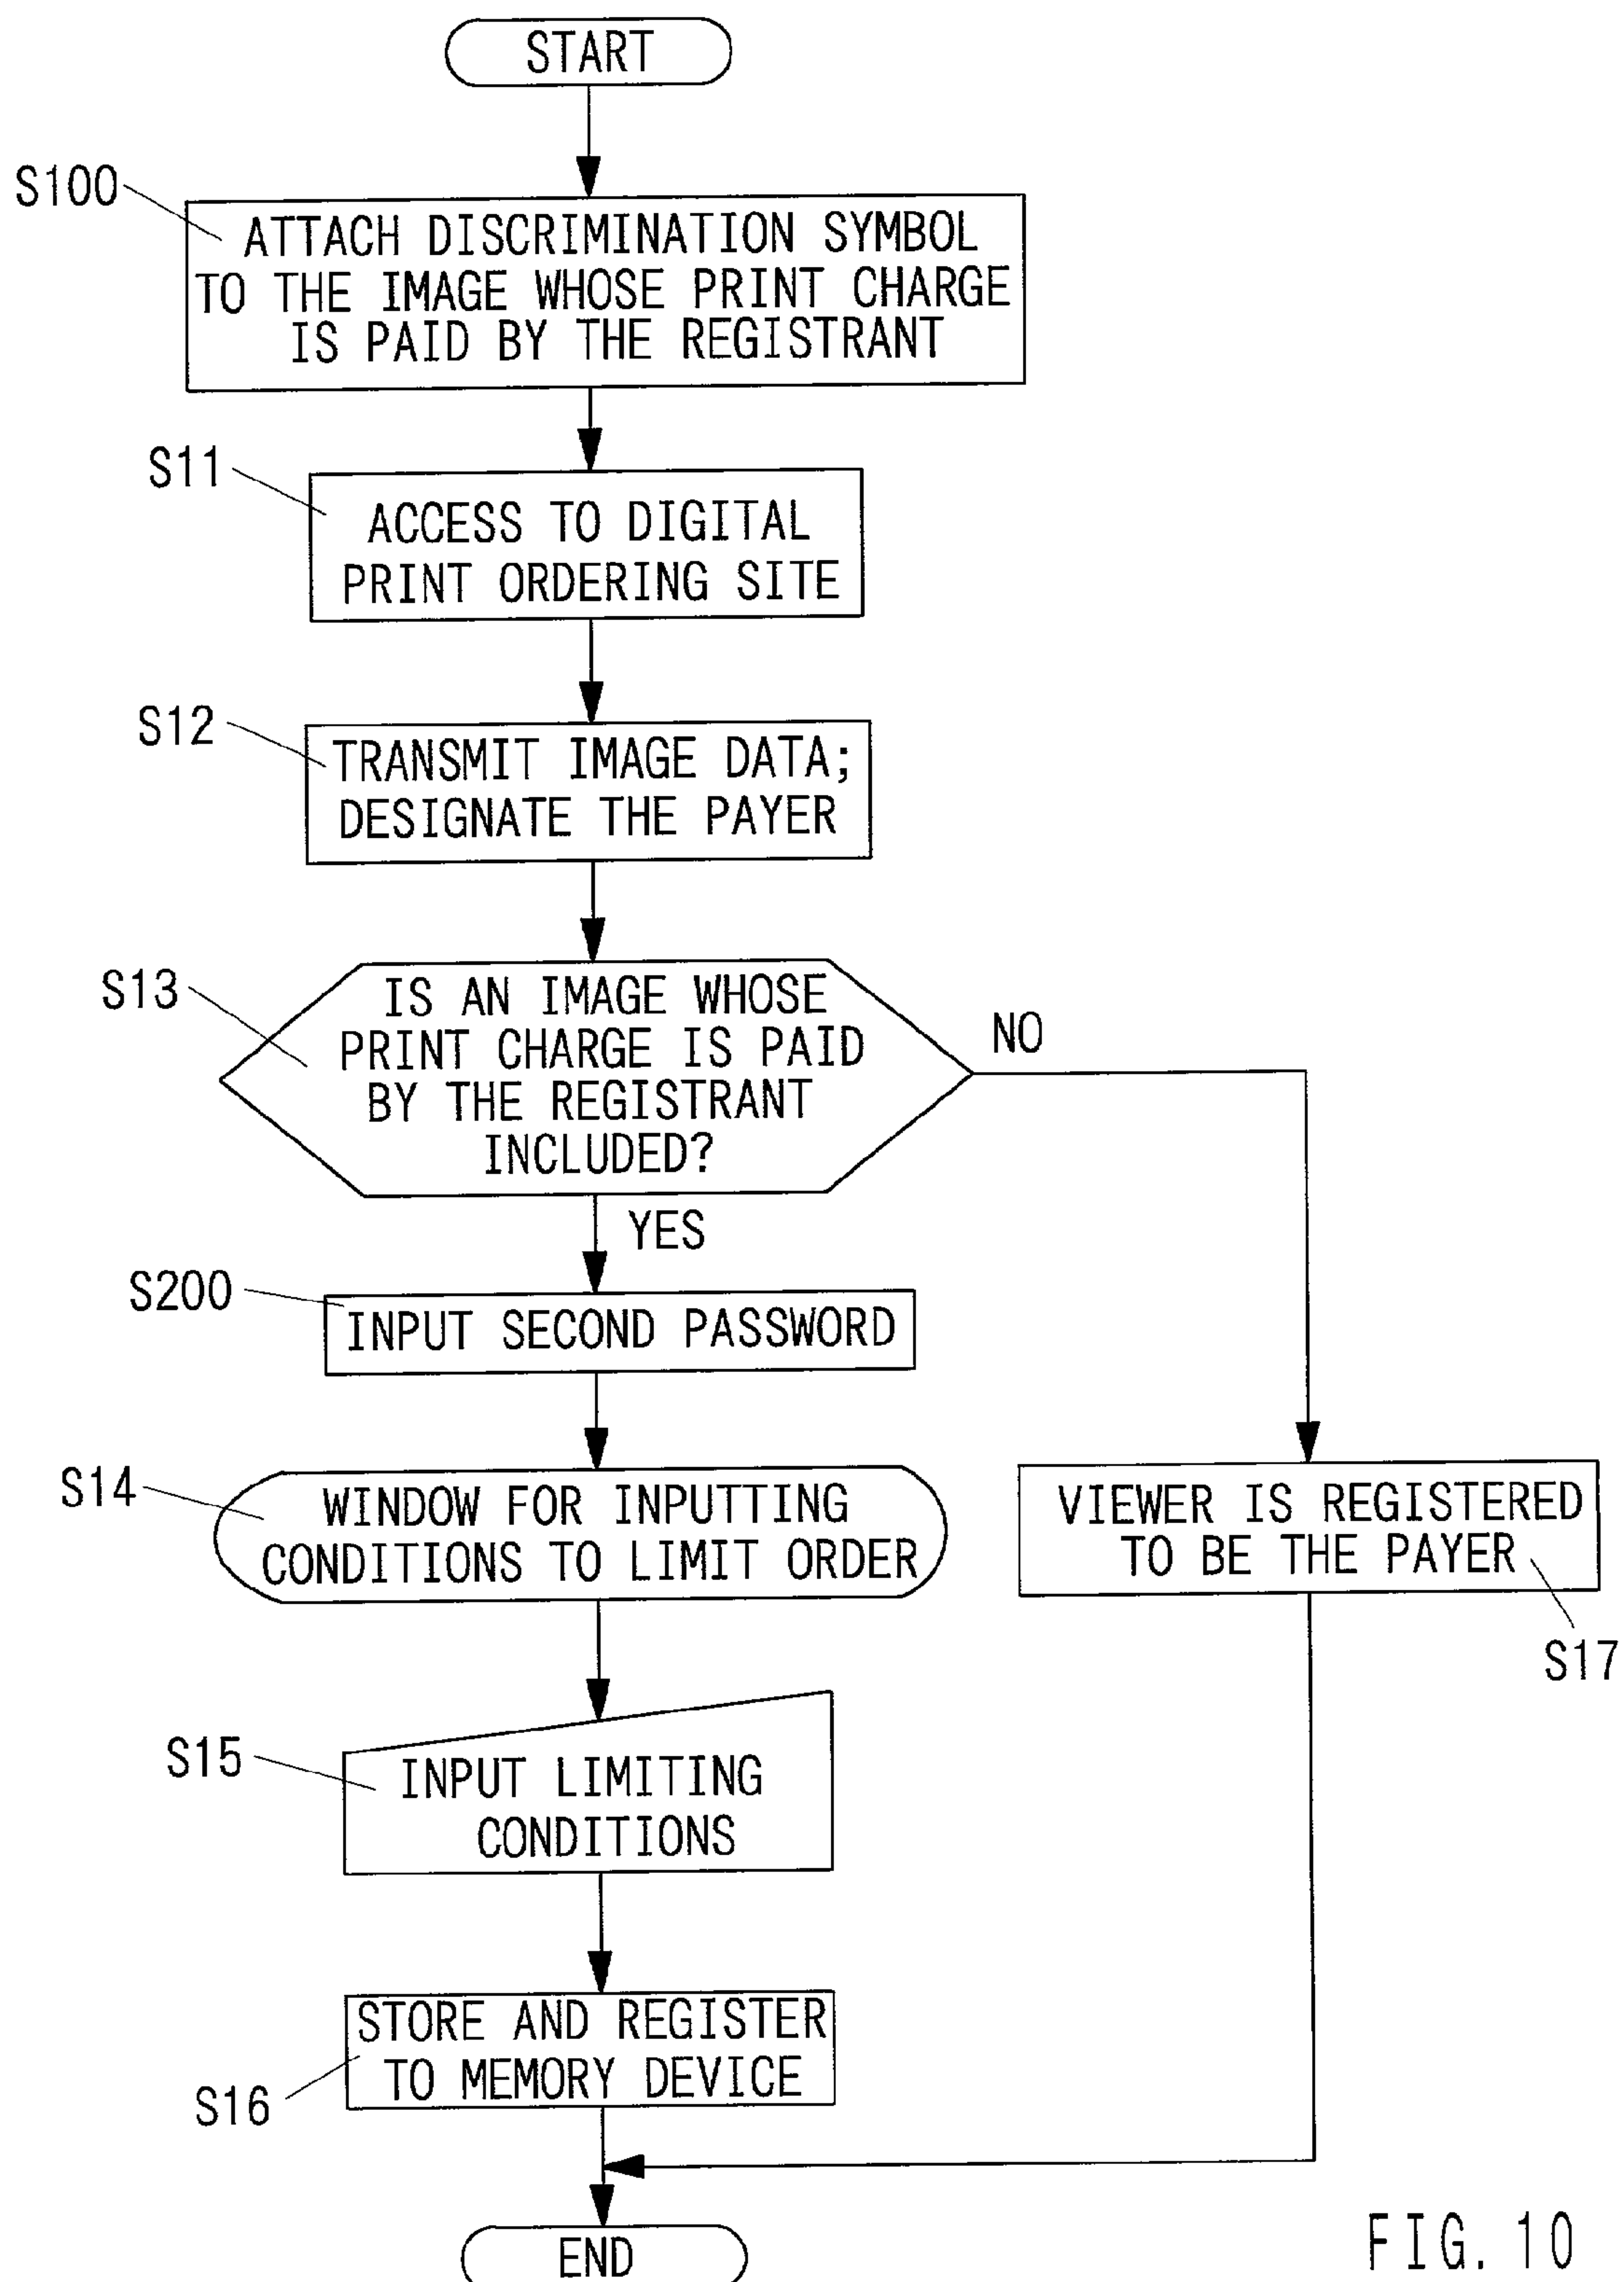 START
S100
ATTACH DISCRIMINATION SYMBOL
TO THE IMAGE WHOSE PRINT CHARGE
IS PAID BY THE REGISTRANT
S11
ACCESS TO DIGITAL
PRINT ORDERING SITE
S12
TRANSMIT IMAGE DATA;
DESIGNATE THE PAYER
S13
IS AN IMAGE WHOSE
PRINT CHARGE IS PAID
BY THE REGISTRANT
INCLUDED?
NO
YES
S200
INPUT SECOND PASSWORD
S14
WINDOW FOR INPUTTING
CONDITIONS TO LIMIT ORDER
VIEWER IS REGISTERED
TO BE THE PAYER
S17
S15
INPUT LIMITING
CONDITIONS
STORE AND REGISTER
TO MEMORY DEVICE
S16
END
FIG. 10